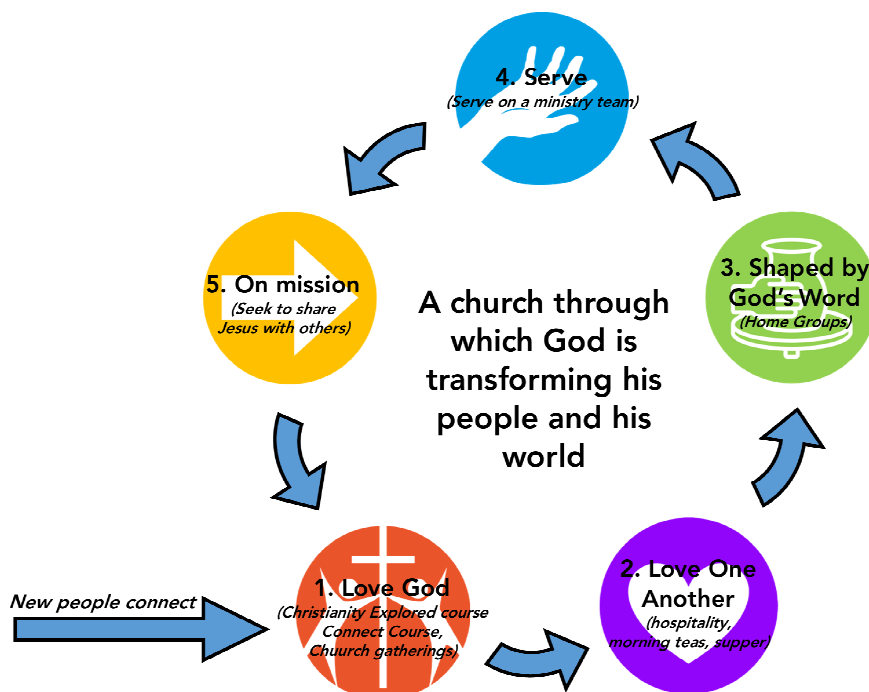 4. Serve
(Serve on a ministry team)
5. On mission
(Seek to share
Jesus with others)
3. Shaped by
God's Word
(Home Groups)
A church through
which God is
transforming his
people and his
world
New people connect
1. Love God
(Christianity Explored course
Connect Course,
Chuurch gatherings)
2. Love One
Another
(hospitality,
morning teas, supper)